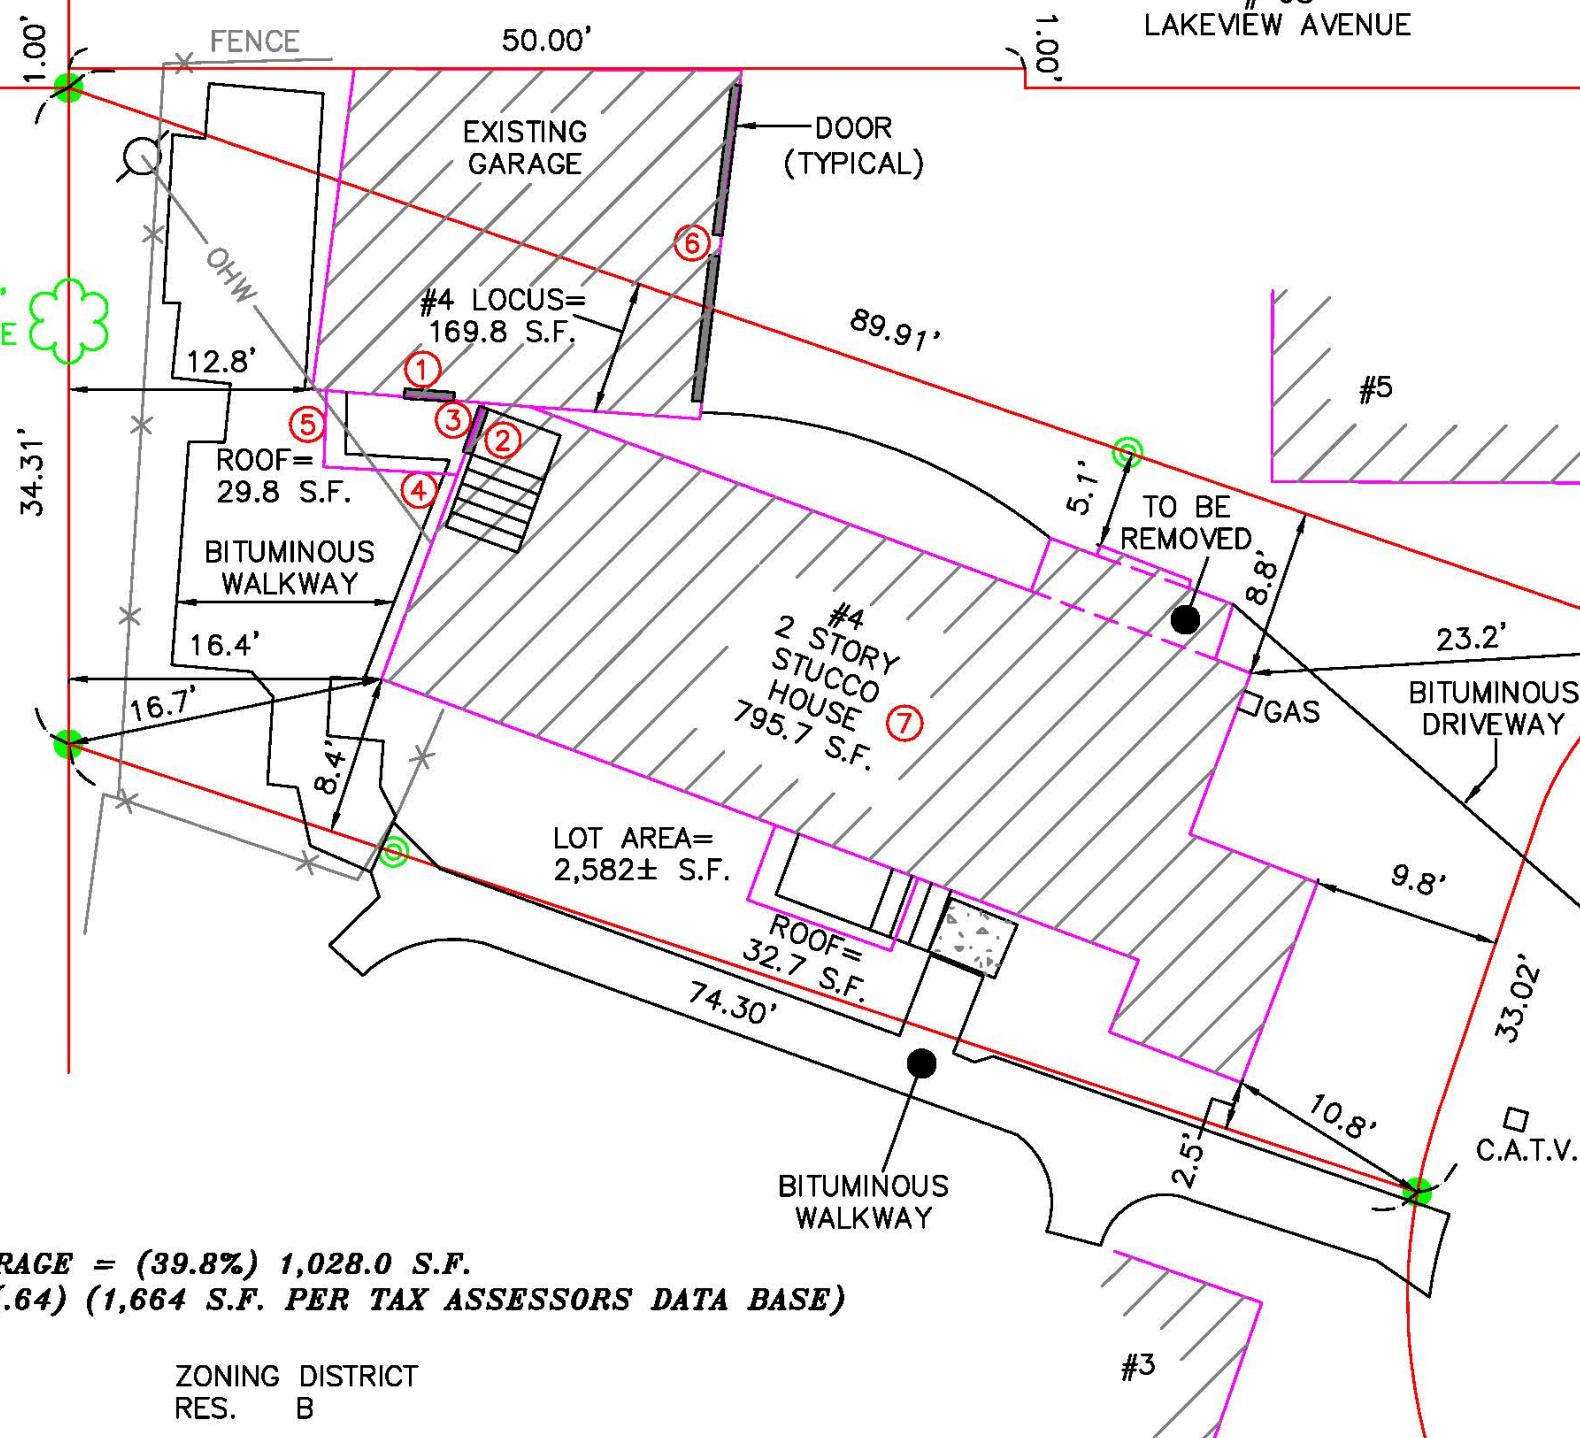 LAKEVIEW AVENUE
1.00'
FENCE
50.00'
1.00'
EXISTING
GARAGE
DOOR
(TYPICAL)
OHW
6
#4 LOCUS=
169.8 S.F.
89.91'
E
12.8'
1
#5
34.31'
5
3
2
ROOF=
29.8 S.F.
4
5.1'
TO BE
REMOVED
8.8'
BITUMINOUS
WALKWAY
16.4'
16.7'
#4
2 STORY
STUCCO
HOUSE
795.7 S.F.
7
23.2'
GAS
BITUMINOUS
DRIVEWAY
8.4'
LOT AREA=
2,582± S.F.
9.8'
ROOF=
32.7 S.F.
74.30'
33.02'
10.8'
2.5'
C.A.T.V.
BITUMINOUS
WALKWAY
RAGE = (39.8%) 1,028.0 S.F.
.64) (1,664 S.F. PER TAX ASSESSORS DATA BASE)
#3
ZONING DISTRICT
RES. B